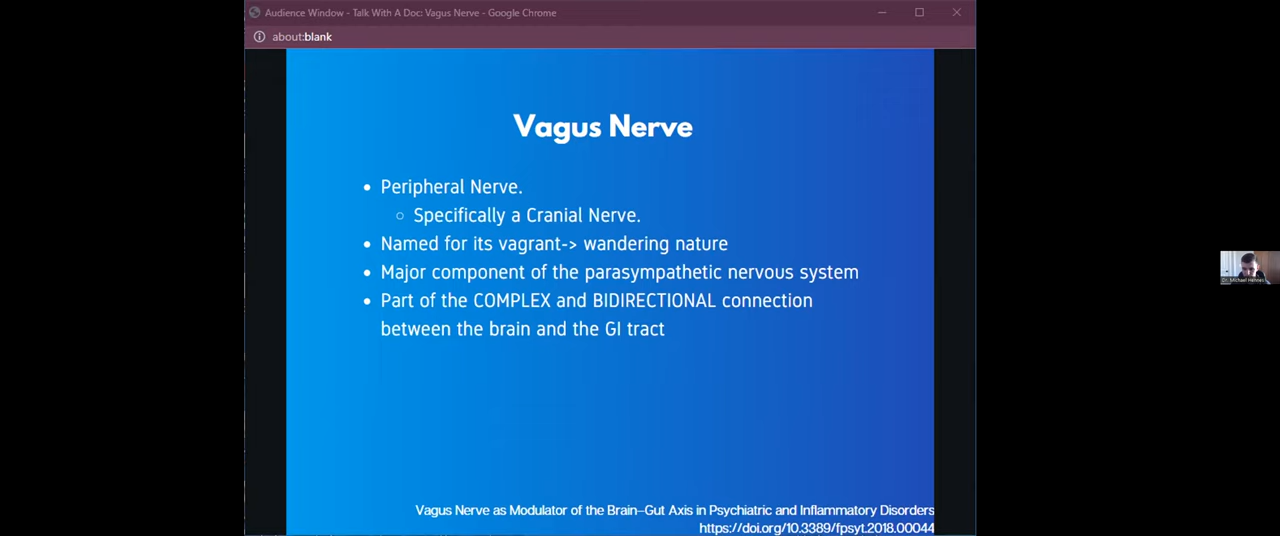 Audience Window - Talk With A Doc: Vagus Nerve - Google Chrome
about:blank
Vagus Nerve
• Peripheral Nerve.
○ Specifically a Cranial Nerve.
• Named for its vagrant-> wandering nature
• Major component of the parasympathetic nervous system
• Part of the COMPLEX and BIDIRECTIONAL connection
between the brain and the GI tract
Dr. Michael Hennes
Vagus Nerve as Modulator of the Brain–Gut Axis in Psychiatric and Inflammatory Disorders
https://doi.org/10.3389/fpsyt.2018.00044